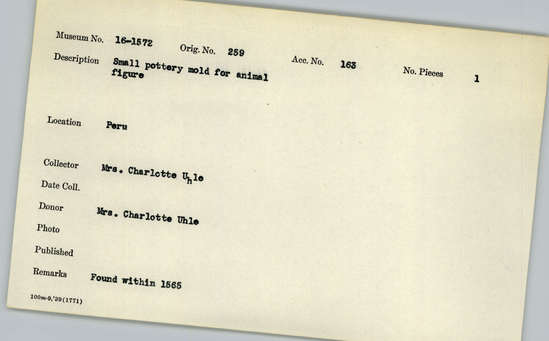 Museum No. 16-1572 Orig. No. 259 Acc. No. 163 No. Pieces 1
Description Small pottery mold for animal
figure
Location Peru
Collector Mrs. Charlotte Uhle
Date Coll.
Donor Mrs. Charlotte Uhle
Photo
Published
Remarks Found within 1565
100m-9,'39(1771)